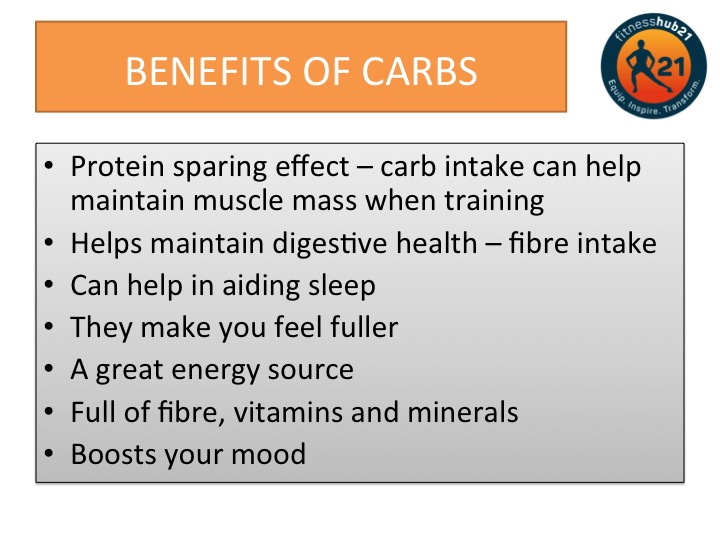 BENEFITS OF CARBS
fitnesshub21
21
Equip. Inspire. Transform.
• Protein sparing effect – carb intake can help
maintain muscle mass when training
• Helps maintain digestive health – fibre intake
• Can help in aiding sleep
• They make you feel fuller
• A great energy source
• Full of fibre, vitamins and minerals
• Boosts your mood